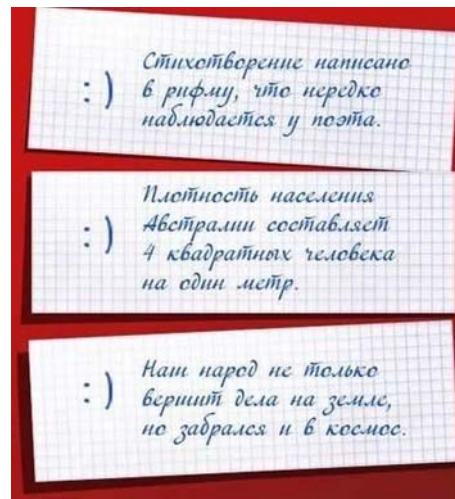 :) Стихотворение написано
в рифму, что нередко
наблюдается у поэта.
:) Плотность населения
Австралии составляет
4 квадратных человека
на один метр.
:) Наш народ не только
вершит дела на земле,
но забрался и в космос.